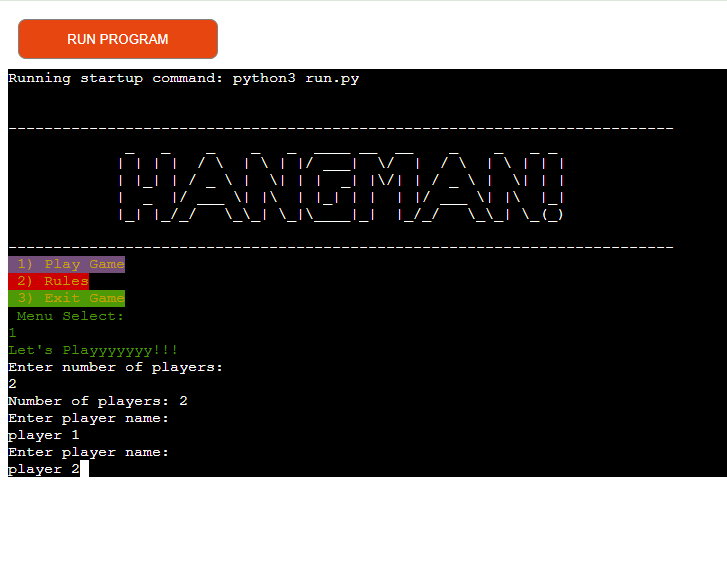 RUN PROGRAM
Running startup command: python3 run.py
--------------------------------------------------------------------------
HANGMAN!
--------------------------------------------------------------------------
1) Play Game
2) Rules
3) Exit Game
Menu Select:
1
Let's Playyyyyyy!!!
Enter number of players:
2
Number of players: 2
Enter player name:
player 1
Enter player name:
player 2